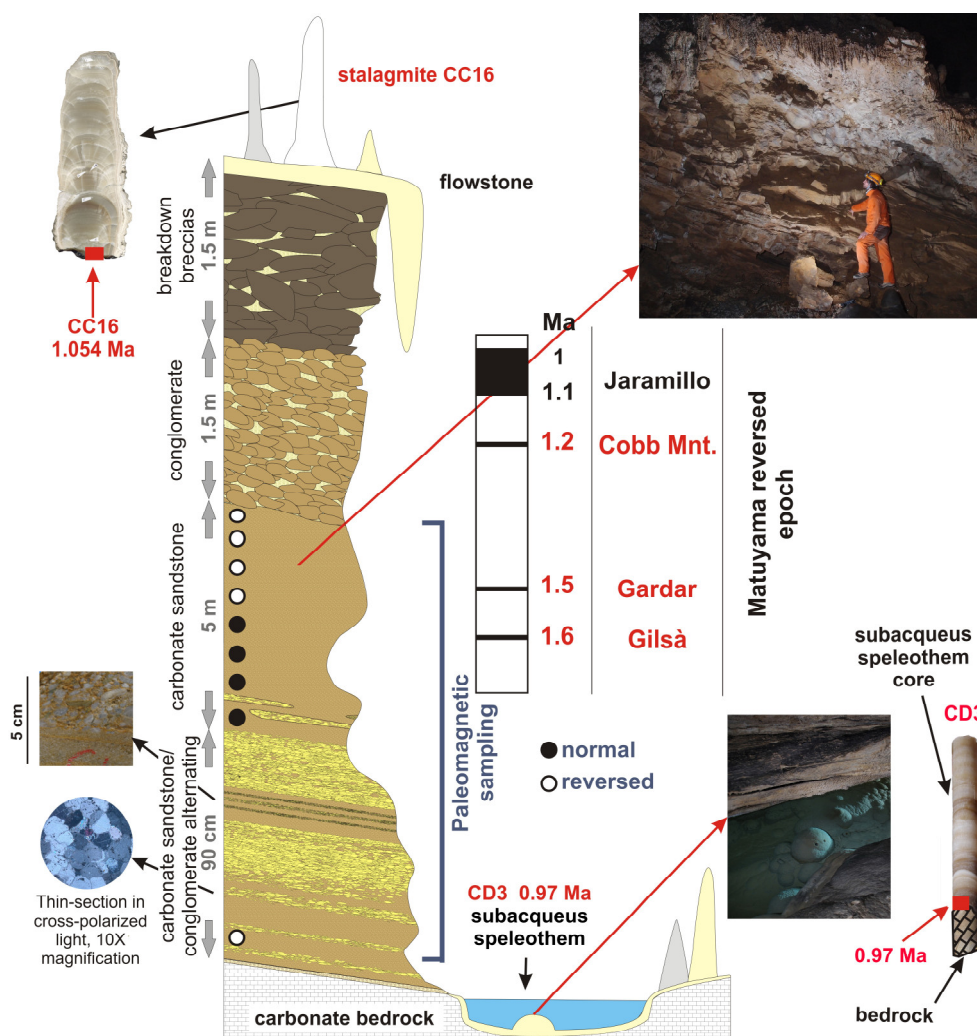 stalagmite CC16
flowstone
breakdown
breccias
1.5 m
CC16
1.054 Ma
conglomerate
1.5 m
Ma
1
1.1
Jaramillo
1.2
Cobb Mnt.
1.5
Gardar
1.6
Gilsà
Matuyama reversed
epoch
carbonate sandstone
5 m
Paleomagnetic
sampling
normal
reversed
5 cm
carbonate sandstone/
conglomerate alternating
90 cm
Thin-section in
cross-polarized
light, 10X
magnification
CD3 0.97 Ma
subacqueus
speleothem
subacqueus
speleothem
core
CD3
0.97 Ma
bedrock
carbonate bedrock